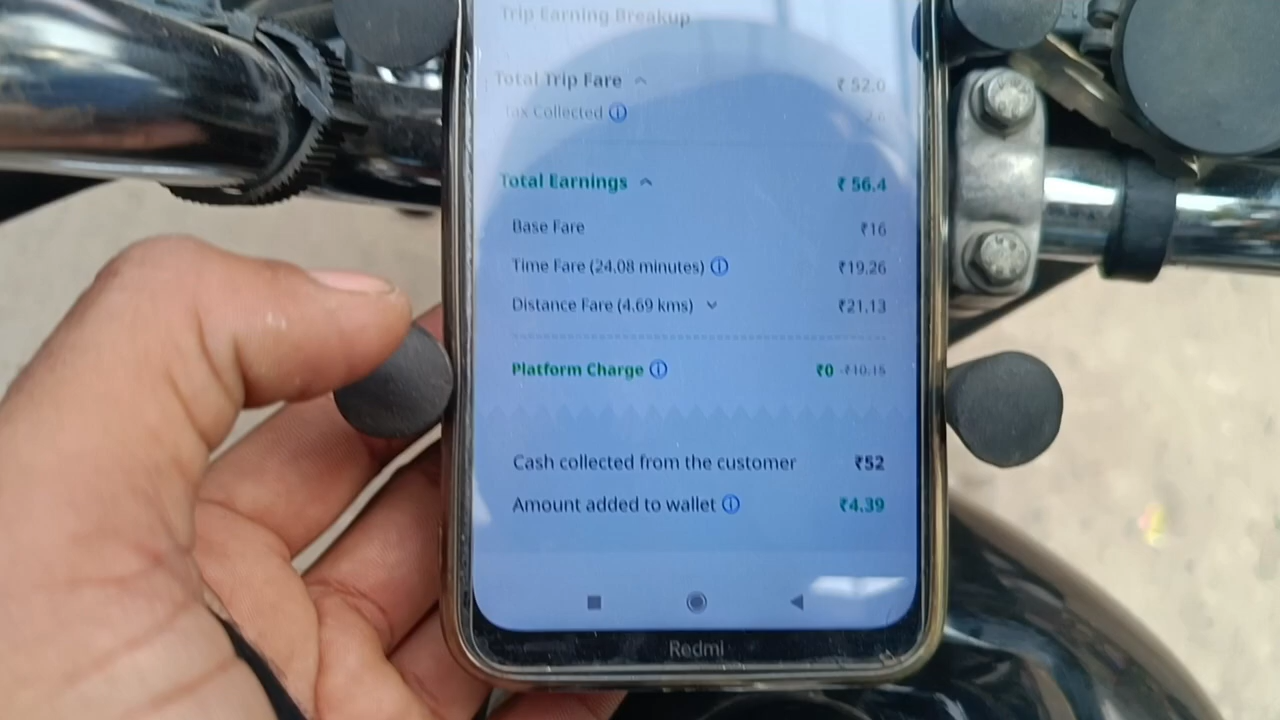 Trip Earning Breakup
Total Trip Fare ₹ 52.0
Tax Collected 2.6
Total Earnings ₹ 56.4
Base Fare ₹16
Time Fare (24.08 minutes) ₹19.26
Distance Fare (4.69 kms) ₹21.13
Platform Charge ₹0 ₹10.15
Cash collected from the customer ₹52
Amount added to wallet ₹4.39
Redmi